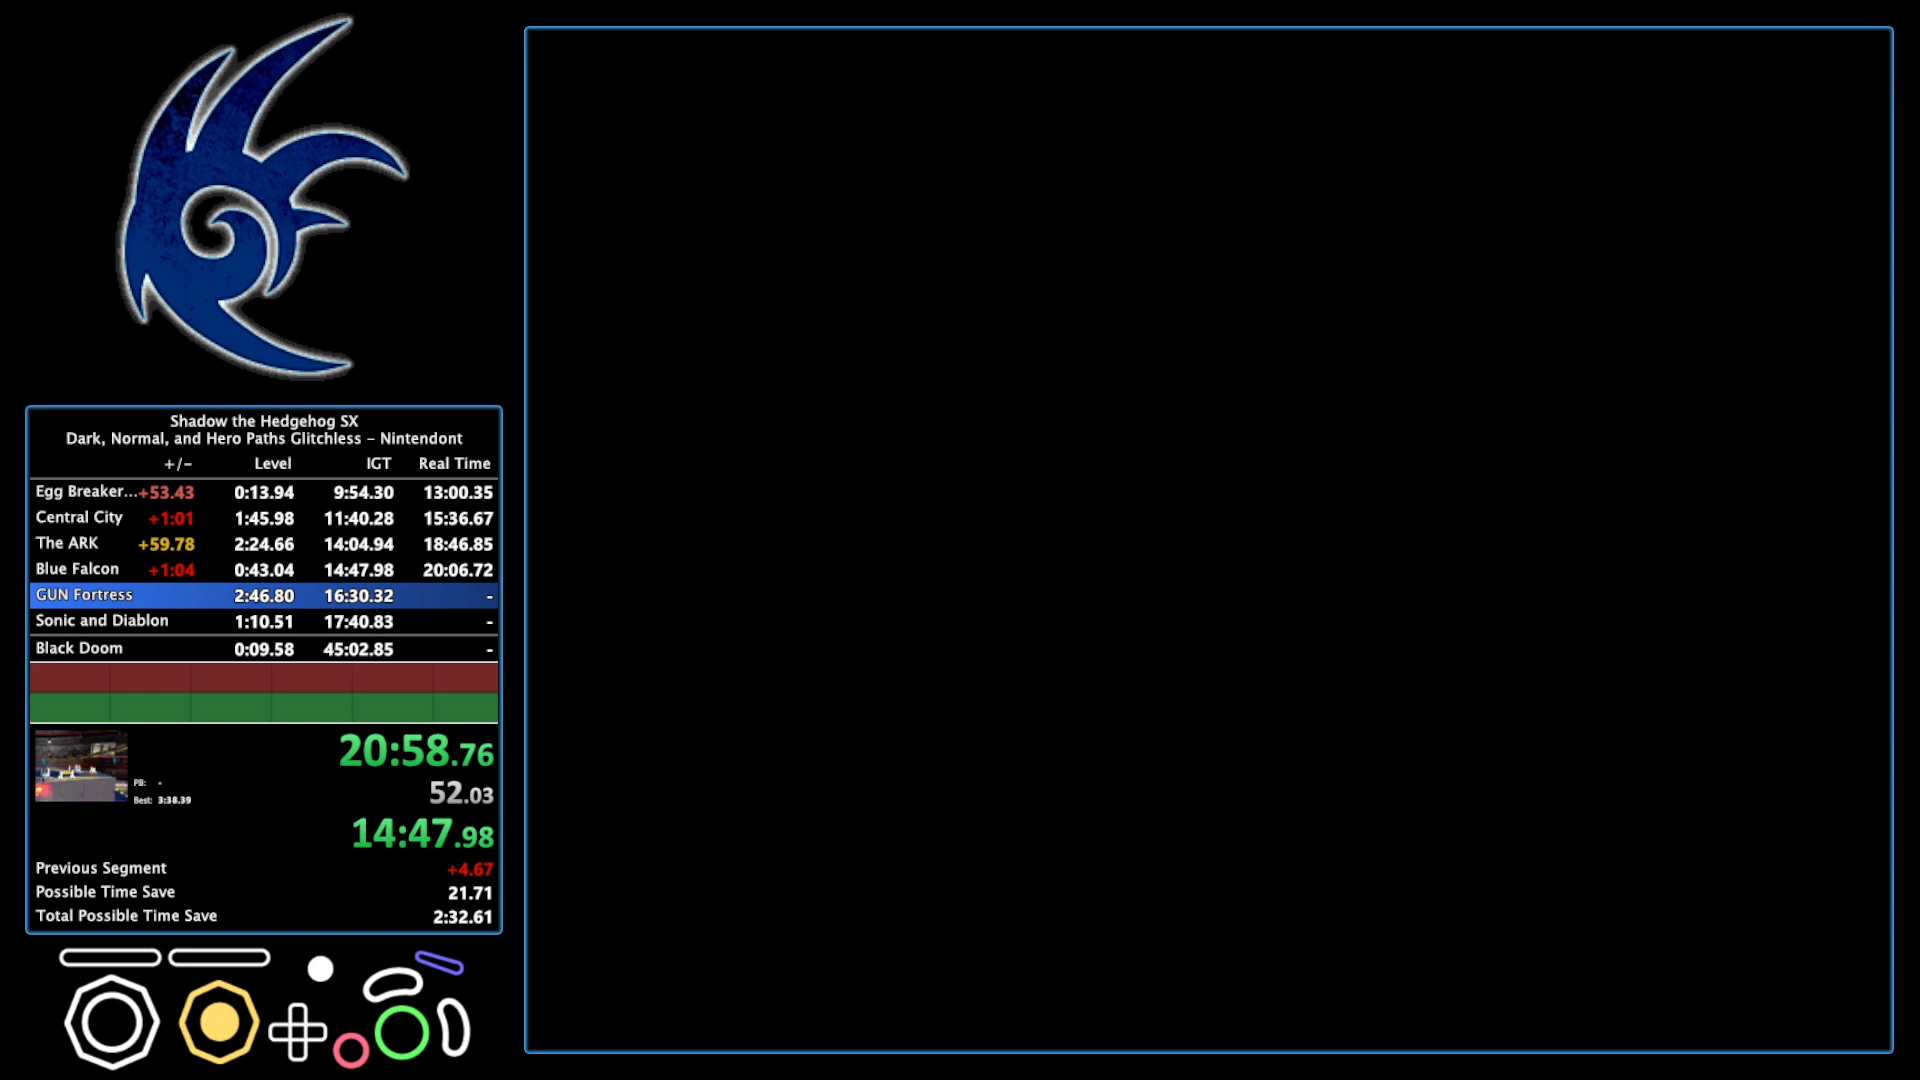 Shadow the Hedgehog SX
Dark, Normal, and Hero Paths Glitchless - Nintendont
+/- Level IGT Real Time
Egg Breaker... +53.43 0:13.94 9:54.30 13:00.35
Central City +1:01 1:45.98 11:40.28 15:36.67
The ARK +59.78 2:24.66 14:04.94 18:46.85
Blue Falcon +1:04 0:43.04 14:47.98 20:06.72
GUN Fortress 2:46.80 16:30.32 -
Sonic and Diablon 1:10.51 17:40.83 -
Black Doom 0:09.58 45:02.85 -
20:58.76
PB: -
52.03
Best: 3:38.39
14:47.98
Previous Segment +4.67
Possible Time Save 21.71
Total Possible Time Save 2:32.61